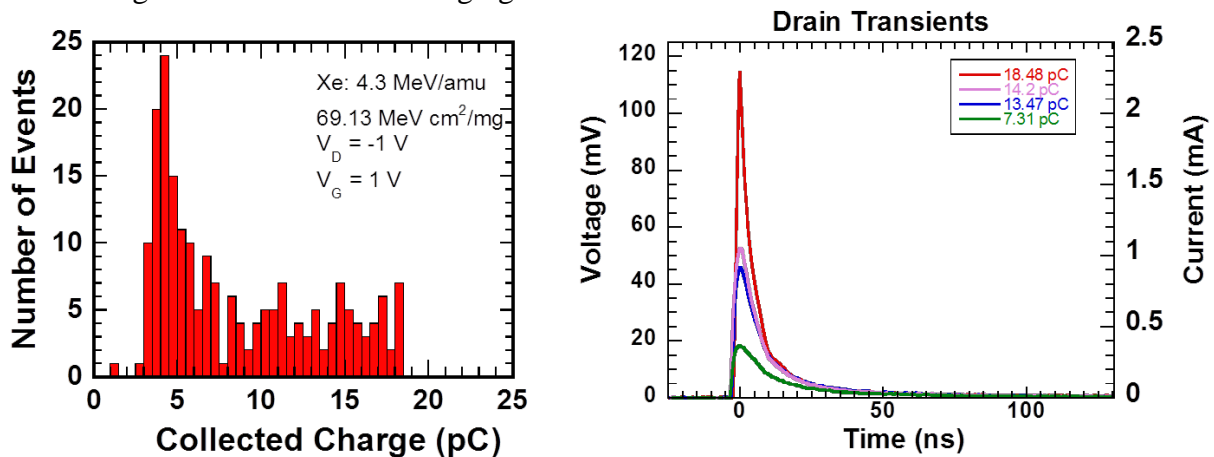 Drain Transients
25
20
15
10
5
0
Number of Events
Xe: 4.3 MeV/amu
69.13 MeV cm²/mg
V_D = -1 V
V_G = 1 V
0 5 10 15 20 25
Collected Charge (pC)
120
100
80
60
40
20
0
Voltage (mV)
18.48 pC
14.2 pC
13.47 pC
7.31 pC
2.5
2
1.5
1
0.5
0
Current (mA)
0 50 100
Time (ns)